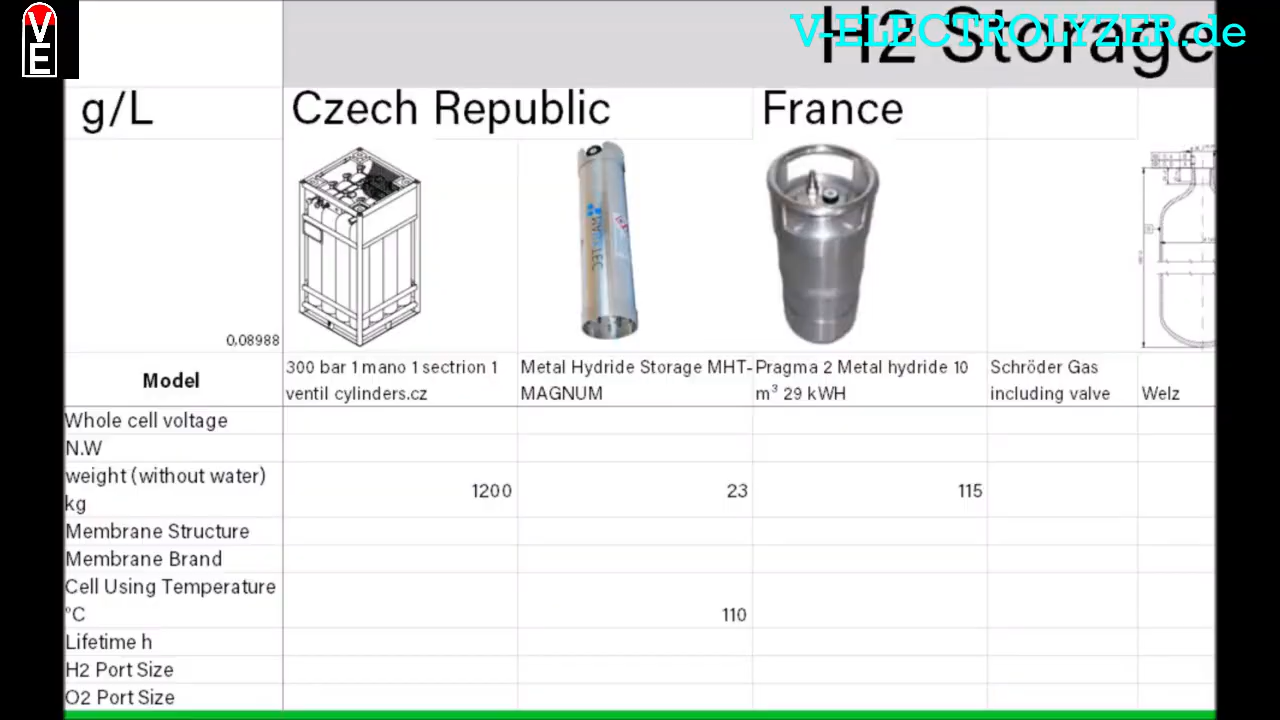 VE
H2 Storage
V-ELECTROLYZER.de
g/L
Czech Republic
France
0,08988
Model
300 bar 1 mano 1 sectrion 1
ventil cylinders.cz
Metal Hydride Storage MHT-
MAGNUM
Pragma 2 Metal hydride 10
m³ 29 kWH
Schröder Gas
including valve
Welz
Whole cell voltage
N.W
weight (without water)
kg
1200
23
115
Membrane Structure
Membrane Brand
Cell Using Temperature
°C
110
Lifetime h
H2 Port Size
O2 Port Size